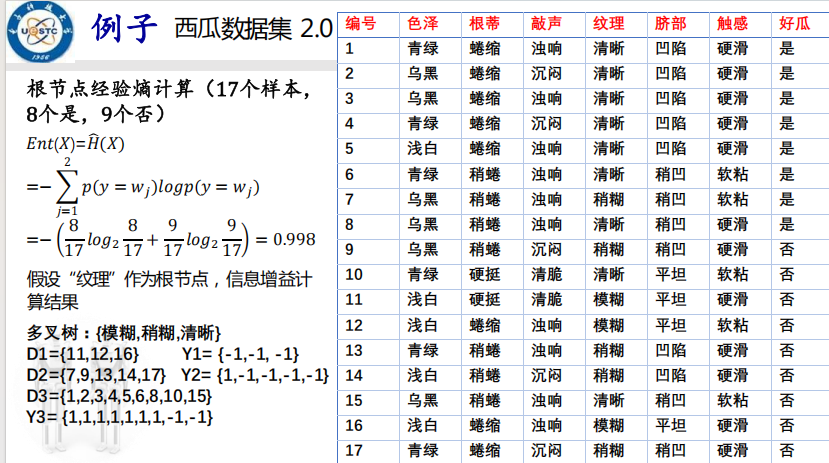 例子 西瓜数据集 2.0
根节点经验熵计算（17个样本，
8个是，9个否）
Ent(X)=Ĥ(X)
=−∑_{j=1}^{2} p(y = w_j)logp(y = w_j)
=−(8/17 log₂ 8/17 + 9/17 log₂ 9/17) = 0.998
假设“纹理”作为根节点，信息增益计
算结果
多叉树：{模糊,稍糊,清晰}
D1={11,12,16} Y1= {-1,-1, -1}
D2={7,9,13,14,17} Y2= {1,-1,-1,-1,-1}
D3={1,2,3,4,5,6,8,10,15}
Y3= {1,1,1,1,1,1,1,-1,-1}
编号 色泽 根蒂 敲声 纹理 脐部 触感 好瓜
1 青绿 蜷缩 浊响 清晰 凹陷 硬滑 是
2 乌黑 蜷缩 沉闷 清晰 凹陷 硬滑 是
3 乌黑 蜷缩 浊响 清晰 凹陷 硬滑 是
4 青绿 蜷缩 沉闷 清晰 凹陷 硬滑 是
5 浅白 蜷缩 浊响 清晰 凹陷 硬滑 是
6 青绿 稍蜷 浊响 清晰 稍凹 软粘 是
7 乌黑 稍蜷 浊响 稍糊 稍凹 软粘 是
8 乌黑 稍蜷 浊响 清晰 稍凹 硬滑 是
9 乌黑 稍蜷 沉闷 稍糊 稍凹 硬滑 否
10 青绿 硬挺 清脆 清晰 平坦 软粘 否
11 浅白 硬挺 清脆 模糊 平坦 硬滑 否
12 浅白 蜷缩 浊响 模糊 平坦 软粘 否
13 青绿 稍蜷 浊响 稍糊 凹陷 硬滑 否
14 浅白 稍蜷 沉闷 稍糊 凹陷 硬滑 否
15 乌黑 稍蜷 浊响 清晰 稍凹 软粘 否
16 浅白 蜷缩 浊响 模糊 平坦 硬滑 否
17 青绿 蜷缩 沉闷 稍糊 稍凹 硬滑 否